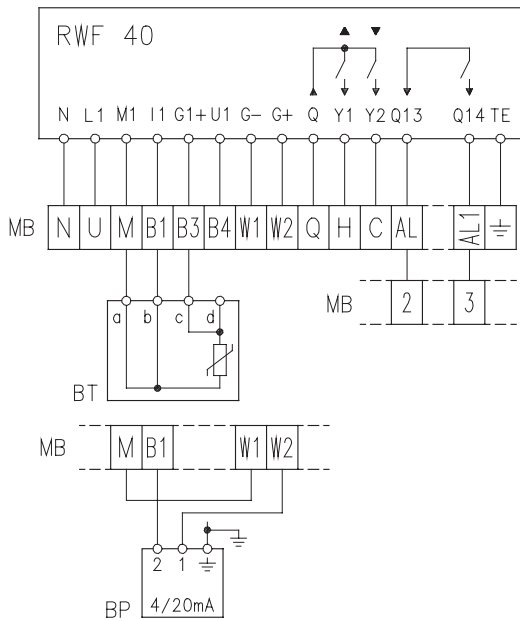 RWF 40
N L1 M1 I1 G1+ U1 G- G+ Q Y1 Y2 Q13 Q14 TE
MB N U M B1 B3 B4 W1 W2 Q H C AL AL1
MB 2 3
a b c d
BT
MB M B1 W1 W2
2 1
BP 4/20mA